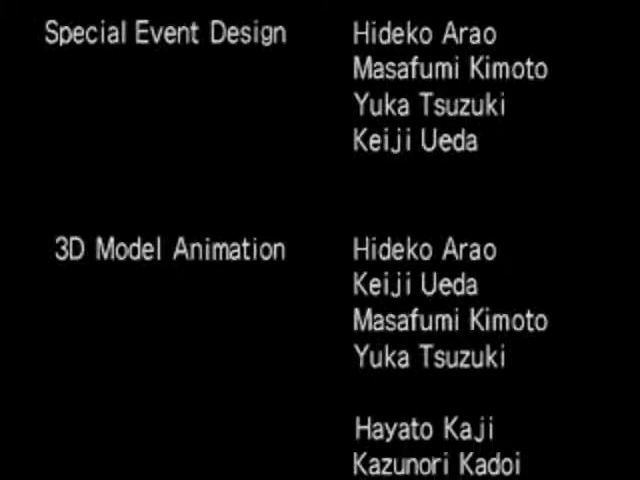 Special Event Design Hideko Arao
Masafumi Kimoto
Yuka Tsuzuki
Keiji Ueda
3D Model Animation Hideko Arao
Keiji Ueda
Masafumi Kimoto
Yuka Tsuzuki
Hayato Kaji
Kazunori Kadoi